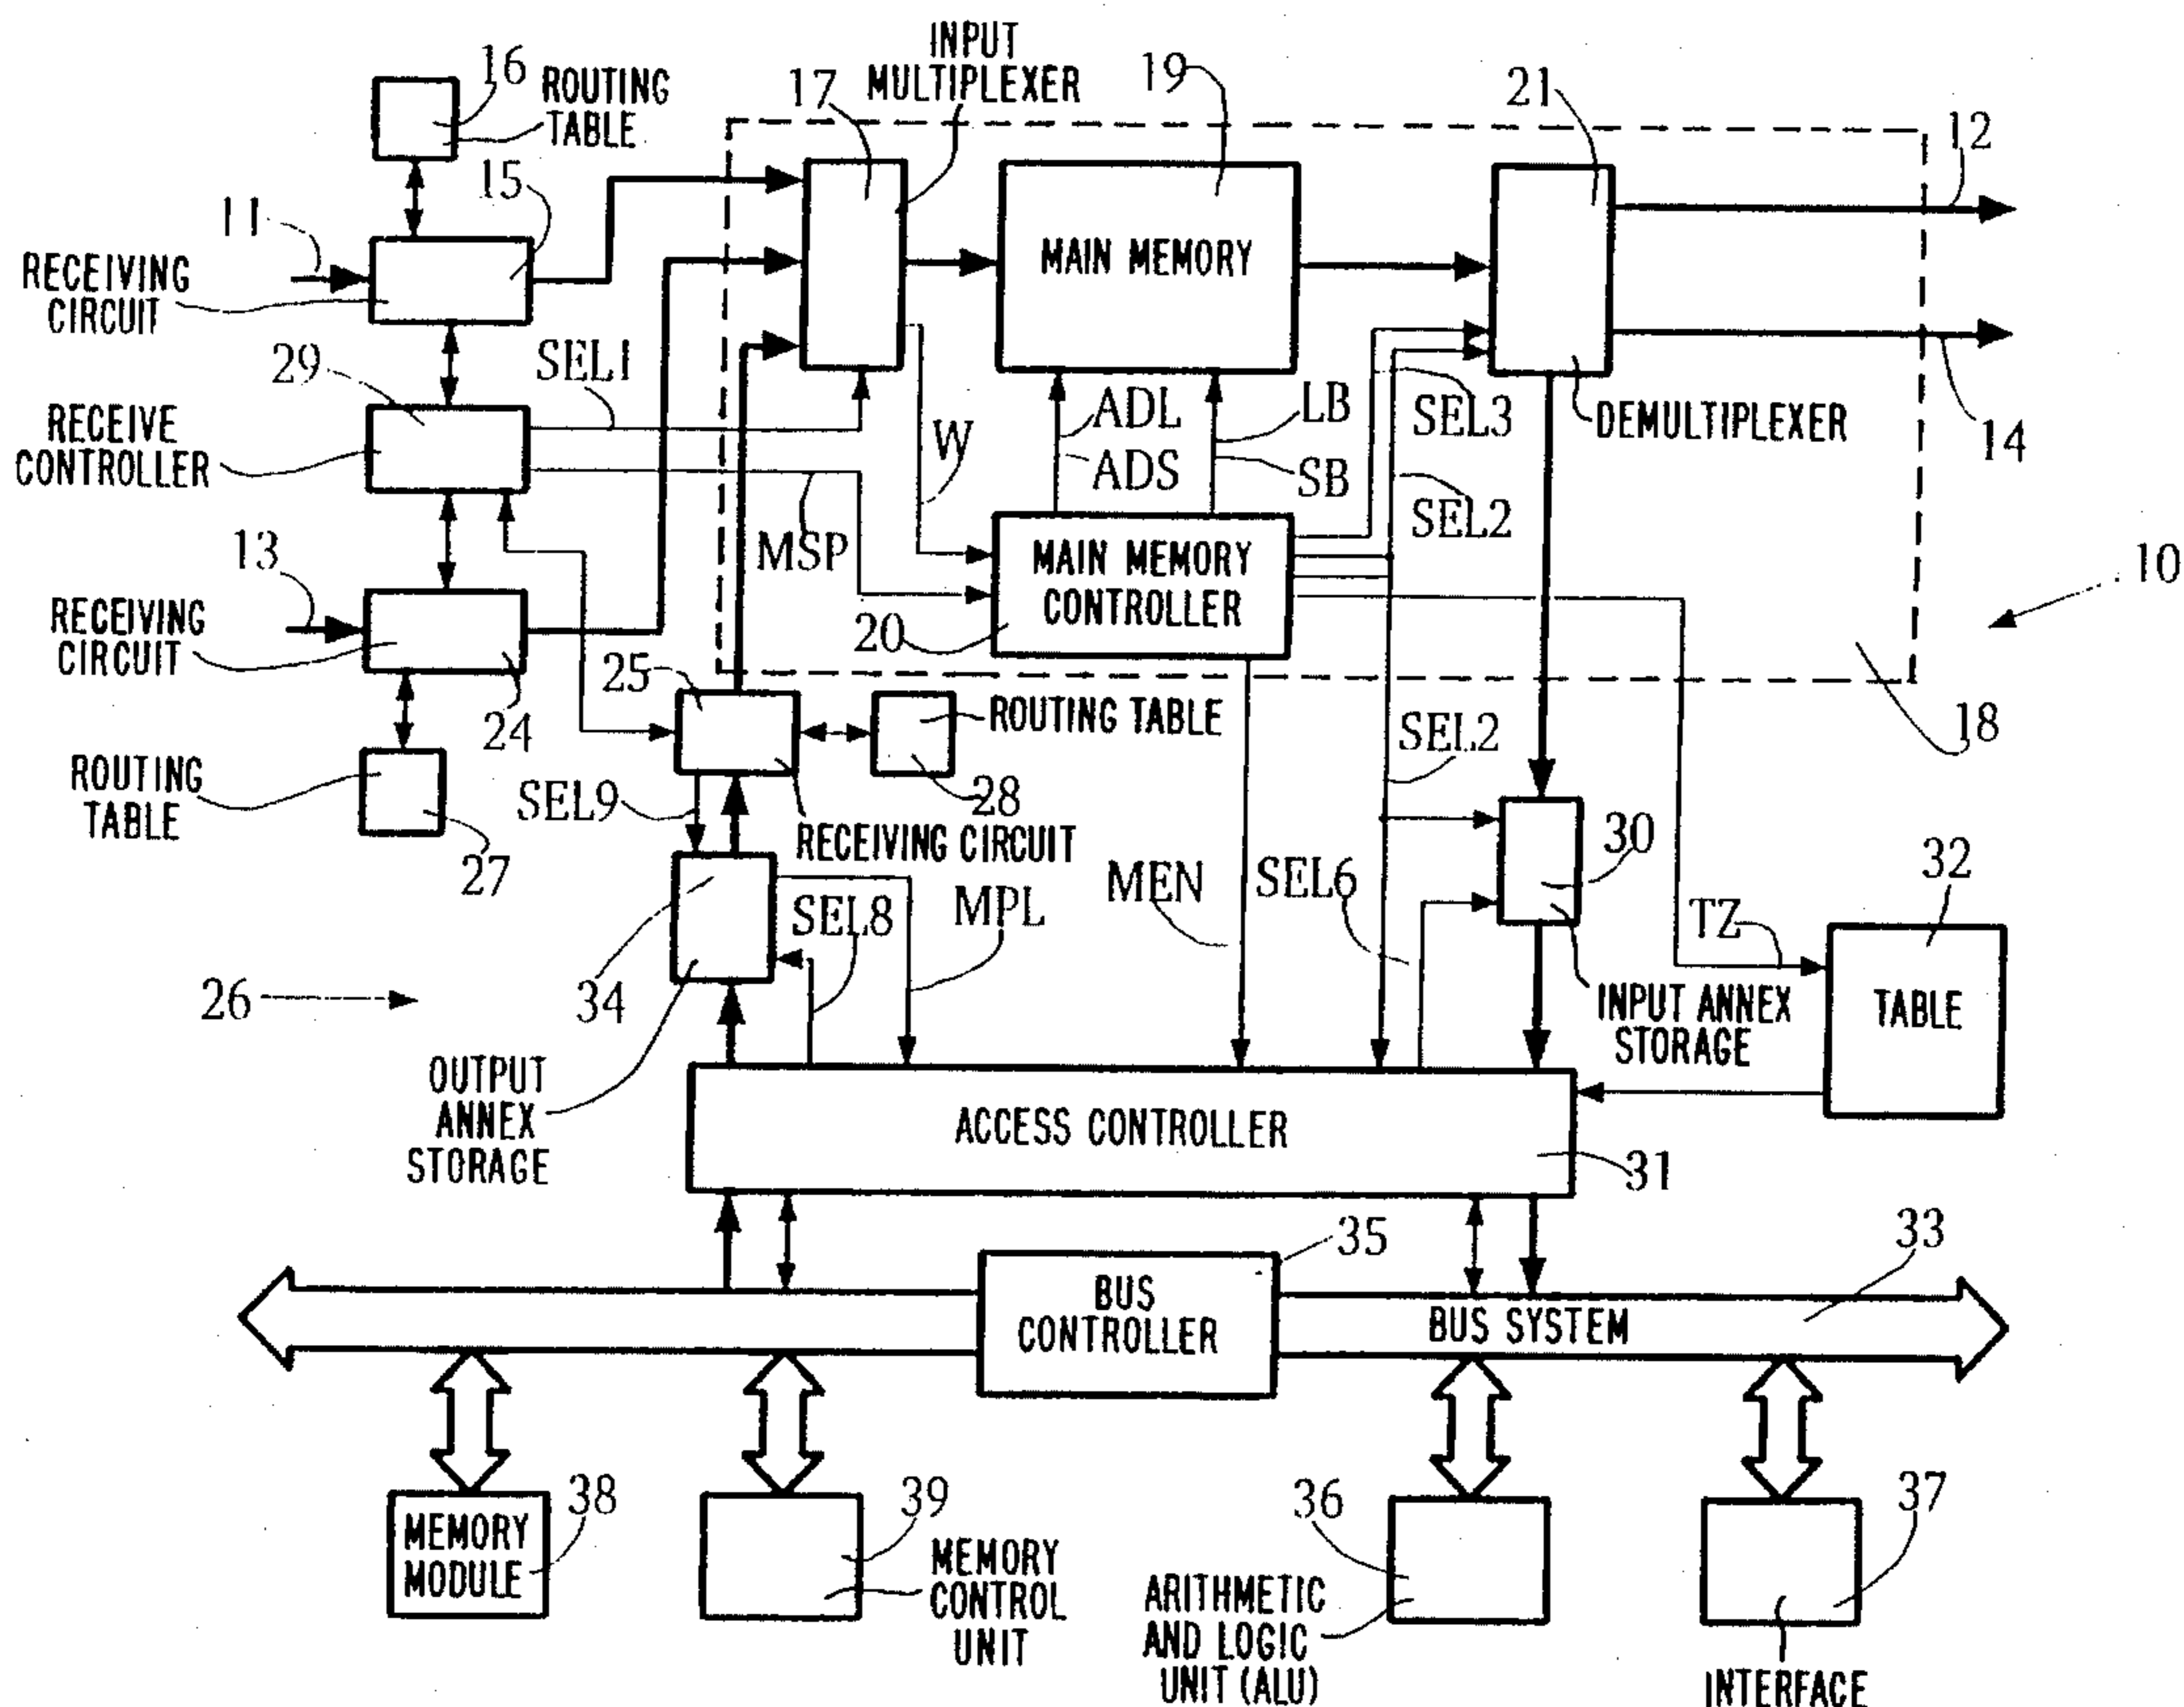 INPUT
MULTIPLEXER
16
ROUTING
TABLE
17
19
21
12
15
11
RECEIVING
CIRCUIT
MAIN MEMORY
29
SEL1
RECEIVE
CONTROLLER
W
ADL
ADS
LB
SB
SEL3
SEL2
DEMULTIPLEXER
14
MSP
13
RECEIVING
CIRCUIT
MAIN MEMORY
CONTROLLER
20
10
24
25
ROUTING TABLE
28
18
SEL2
ROUTING
TABLE
27
SEL9
RECEIVING CIRCUIT
30
MEN
SEL6
SEL8
MPL
TZ
32
TABLE
26
34
INPUT ANNEX
STORAGE
OUTPUT
ANNEX
STORAGE
ACCESS CONTROLLER
31
35
33
BUS
CONTROLLER
BUS SYSTEM
38
MEMORY
MODULE
39
MEMORY
CONTROL
UNIT
36
ARITHMETIC
AND LOGIC
UNIT (ALU)
37
INTERFACE